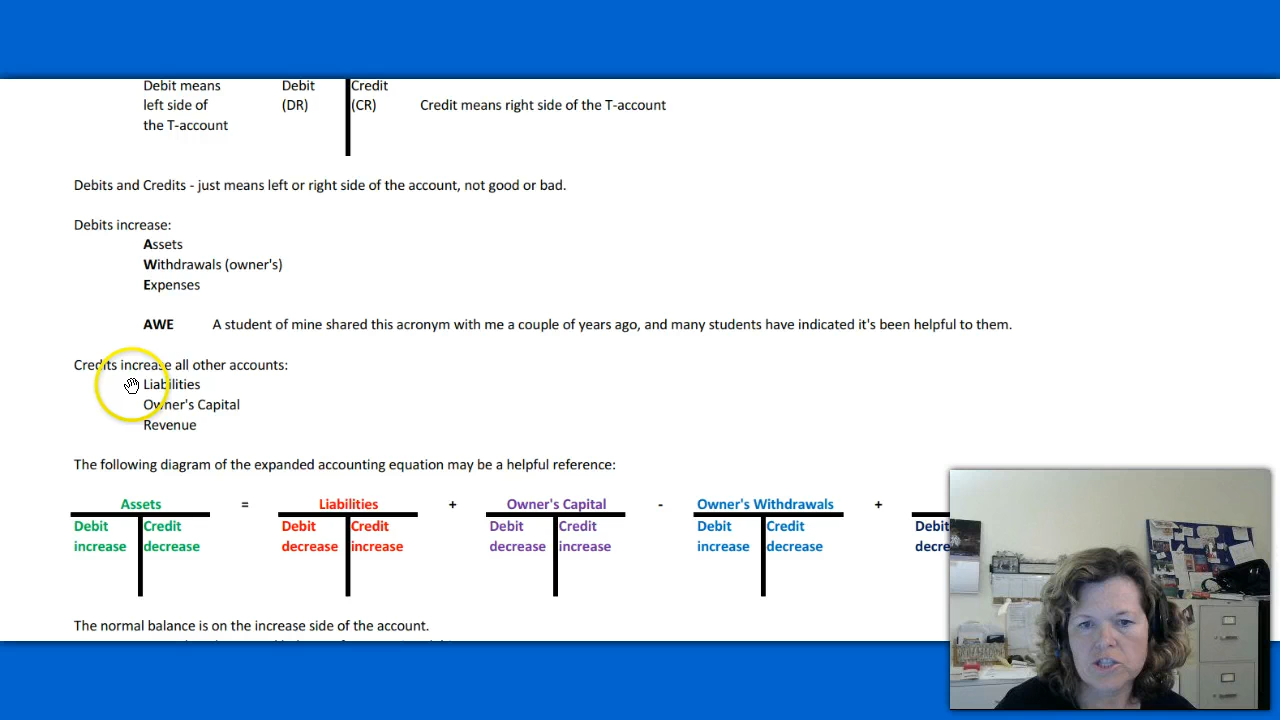 Debit means Debit Credit
left side of (DR) (CR) Credit means right side of the T-account
the T-account
Debits and Credits - just means left or right side of the account, not good or bad.
Debits increase:
Assets
Withdrawals (owner's)
Expenses
AWE A student of mine shared this acronym with me a couple of years ago, and many students have indicated it's been helpful to them.
Credits increase all other accounts:
Liabilities
Owner's Capital
Revenue
The following diagram of the expanded accounting equation may be a helpful reference:
Assets = Liabilities + Owner's Capital - Owner's Withdrawals +
Debit Credit Debit Credit Debit Credit Debit Credit Debit
increase decrease decrease increase decrease increase increase decrease decre
The normal balance is on the increase side of the account.